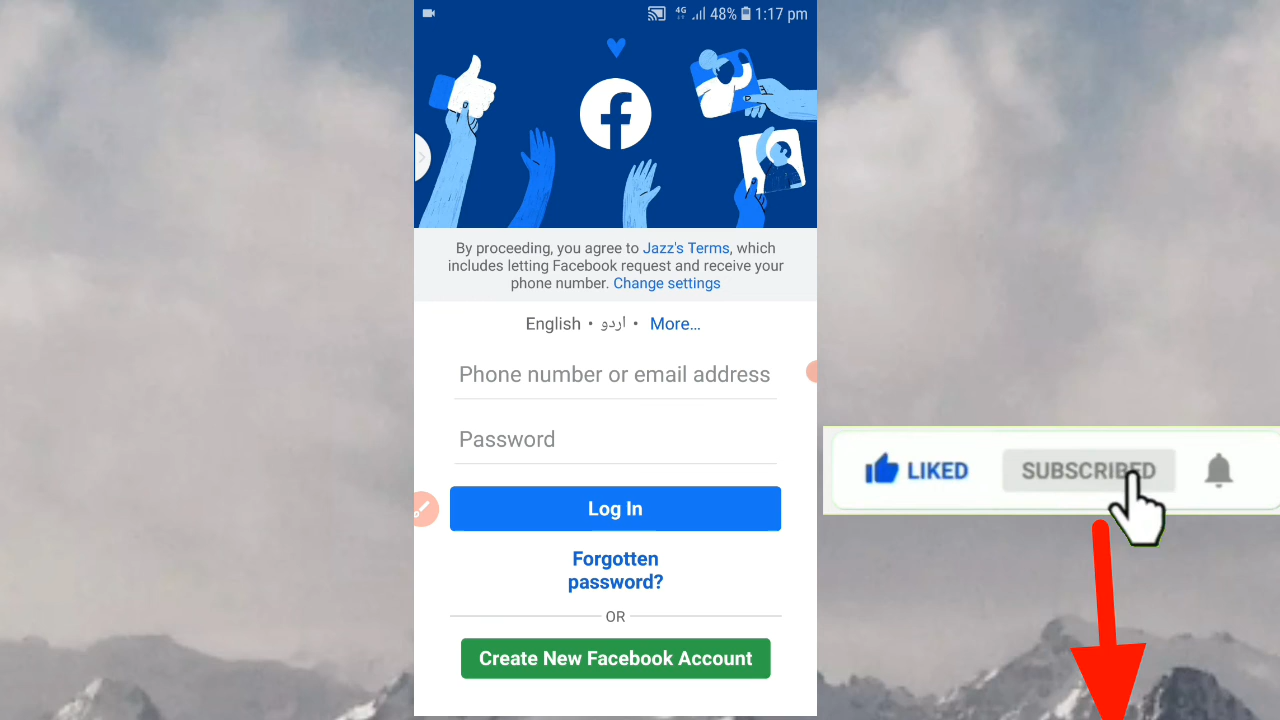 4G 48% 1:17 pm
By proceeding, you agree to Jazz's Terms, which
includes letting Facebook request and receive your
phone number. Change settings
English • اردو • More...
Phone number or email address
Password
Log In
Forgotten
password?
OR
Create New Facebook Account
LIKED SUBSCRIBED